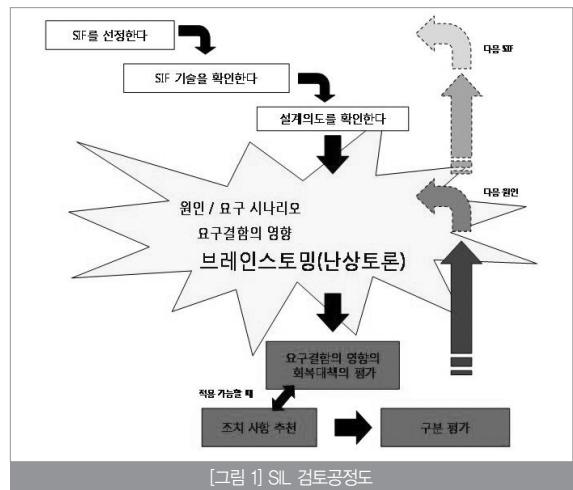 SIF를 선정한다
다음 SIF
SIF 기술을 확인한다
설계의도를 확인한다
다음 원인
원인 / 요구 시나리오
요구결함의 영향
브레인스토밍(난상토론)
요구결함의 영향의
회복대책의 평가
적용 가능할 때
조치 사항 추천
구분 평가
[그림 1] SIL 검토공정도